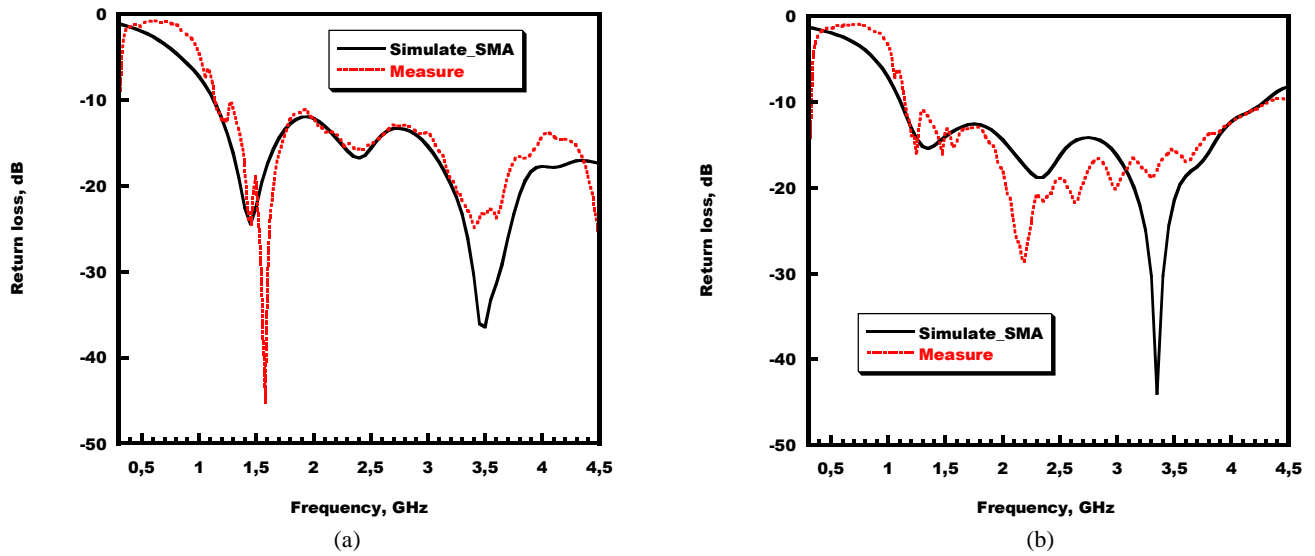 0
-10
-20
-30
-40
-50
Return loss, dB
Simulate_SMA
Measure
0,5 1 1,5 2 2,5 3 3,5 4 4,5
Frequency, GHz
(a)
0
-10
-20
-30
-40
-50
Return loss, dB
Simulate_SMA
Measure
0,5 1 1,5 2 2,5 3 3,5 4 4,5
Frequency, GHz
(b)